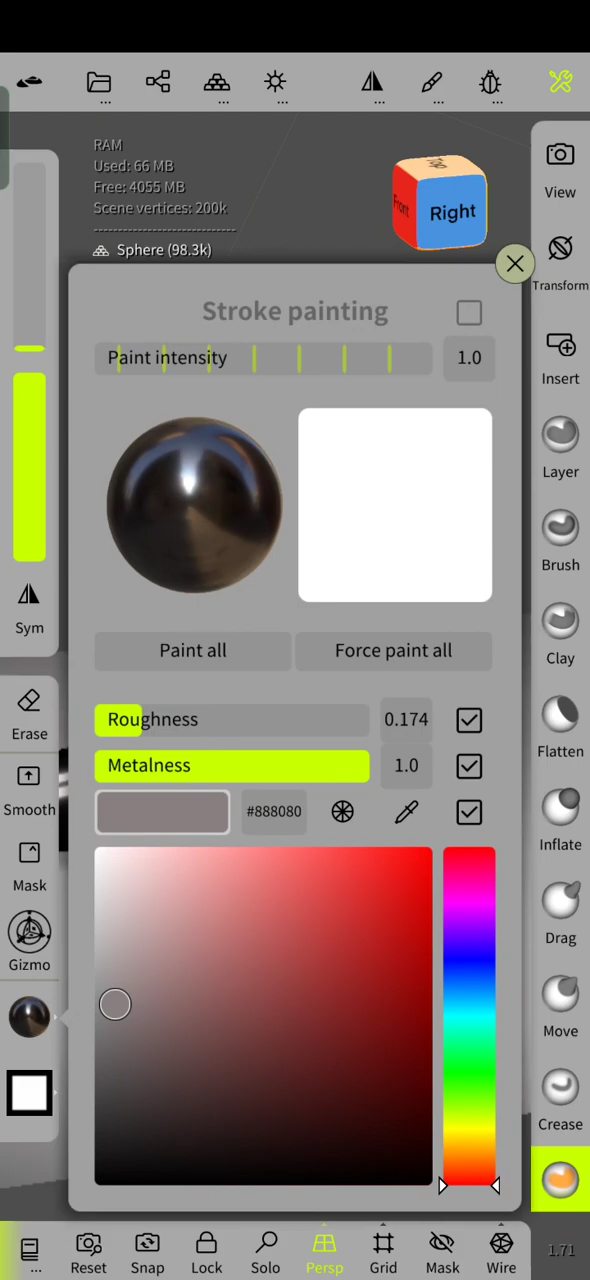 ...
...
...
...
...
RAM
Used: 66 MB
Free: 4055 MB
Scene vertices: 200k
-----------------------------
Sphere (98.3k)
Top
Front
Right
View
Transform
Insert
Layer
Brush
Clay
Flatten
Inflate
Drag
Move
Crease
Sym
Erase
Smooth
Mask
Gizmo
Stroke painting
Paint intensity
1.0
Paint all
Force paint all
Roughness
0.174
Metalness
1.0
#888080
...
Reset
Snap
Lock
Solo
Persp
Grid
Mask
Wire
1.71